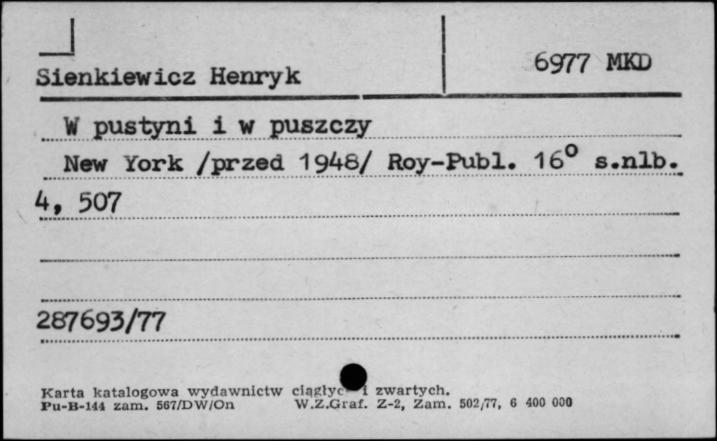 Sienkiewicz Henryk 6977 MKD
W pustyni i w puszczy
New York /przed 1948/ Roy-Publ. 16° s.nlb.
4, 507
287693/77
Karta katalogowa wydawnictw ciągłyc i zwartych.
Pu-B-144 zam. 567/DW/On W.Z.Graf. Z-2, Zam. 502/77, 6 400 000